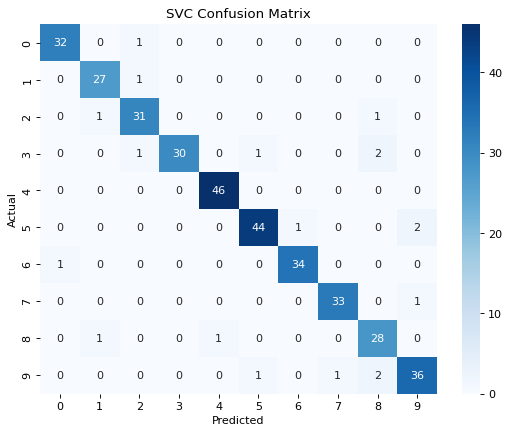 SVC Confusion Matrix
0 32 0 1 0 0 0 0 0 0 0
1 0 27 1 0 0 0 0 0 0 0
2 0 1 31 0 0 0 0 0 1 0
3 0 0 1 30 0 1 0 0 2 0
4 0 0 0 0 46 0 0 0 0 0
5 0 0 0 0 0 44 1 0 0 2
6 1 0 0 0 0 0 34 0 0 0
7 0 0 0 0 0 0 0 33 0 1
8 0 1 0 0 1 0 0 0 28 0
9 0 0 0 0 0 1 0 1 2 36
0 1 2 3 4 5 6 7 8 9
Predicted
Actual
40
30
20
10
0